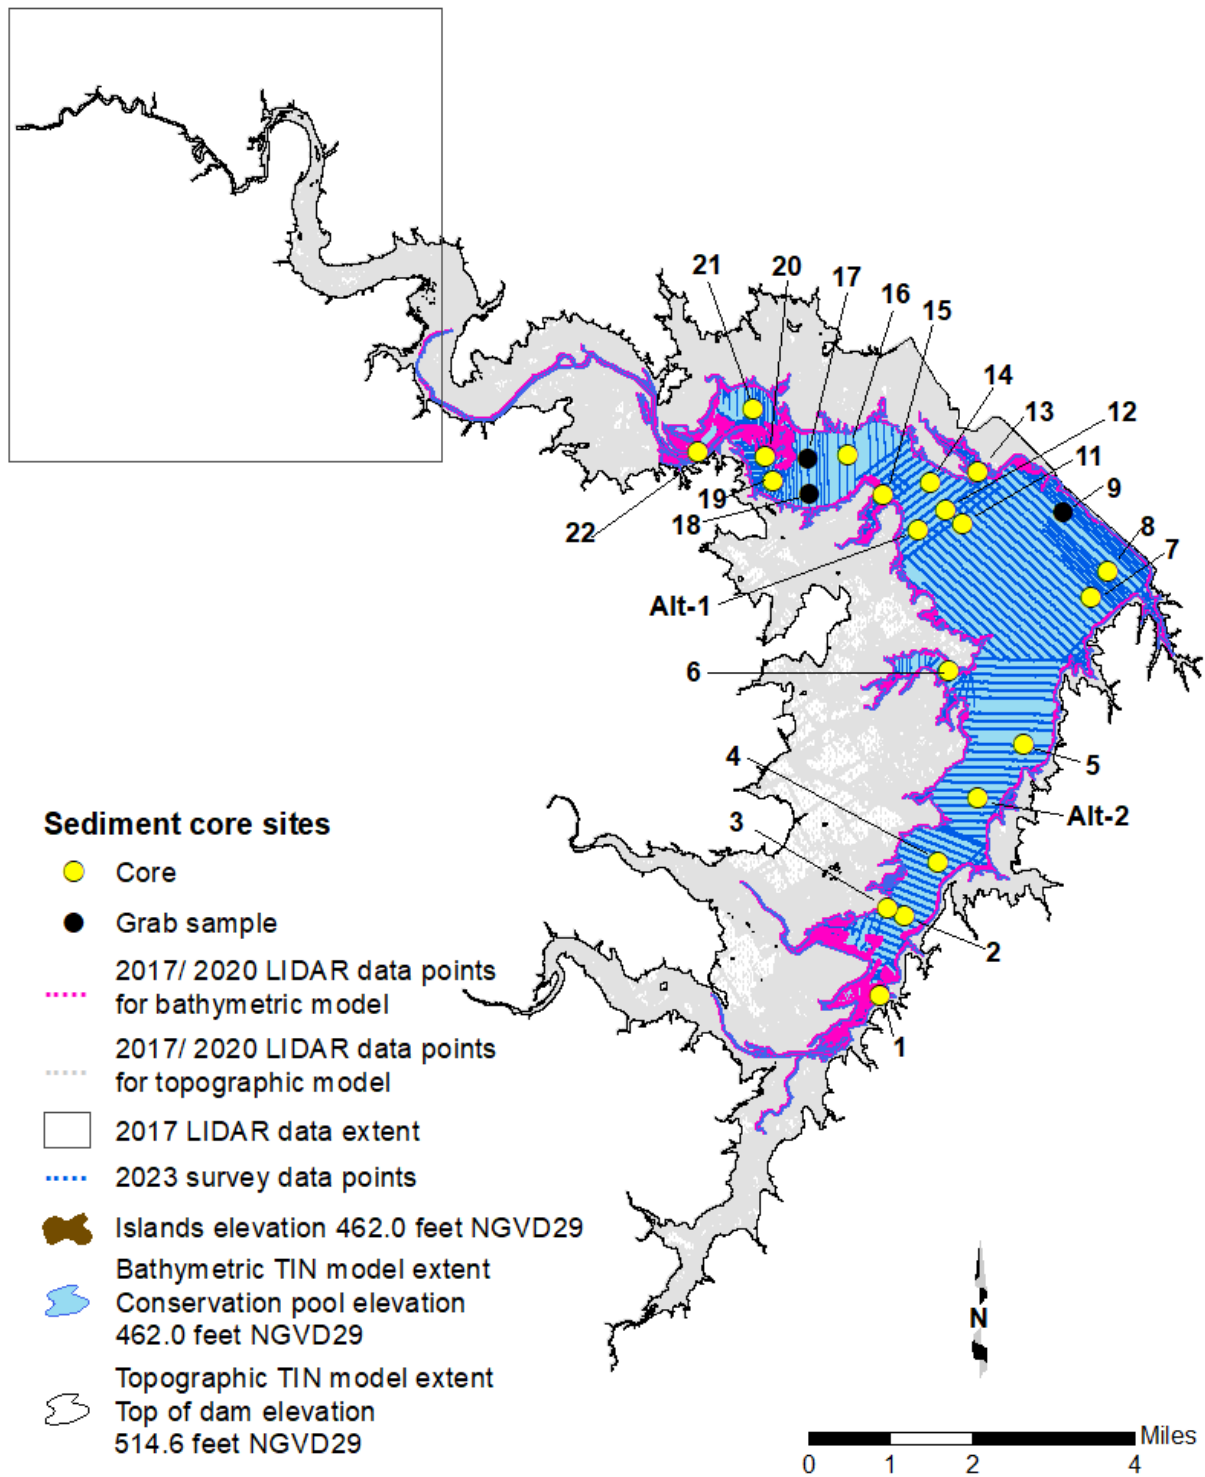 21
20
17
16
15
14
13
12
11
9
8
7
19
18
22
Alt-1
6
5
4
Alt-2
3
2
1
Sediment core sites
Core
Grab sample
2017/ 2020 LIDAR data points
for bathymetric model
2017/ 2020 LIDAR data points
for topographic model
2017 LIDAR data extent
2023 survey data points
Islands elevation 462.0 feet NGVD29
Bathymetric TIN model extent
Conservation pool elevation
462.0 feet NGVD29
Topographic TIN model extent
Top of dam elevation
514.6 feet NGVD29
N
Miles
0 1 2 4